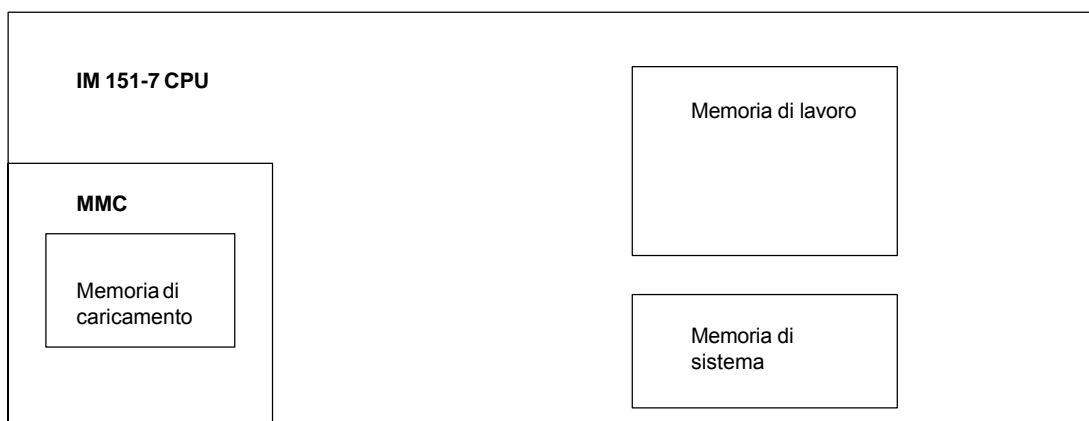 IM 151-7 CPU
Memoria di lavoro
MMC
Memoria di
caricamento
Memoria di
sistema